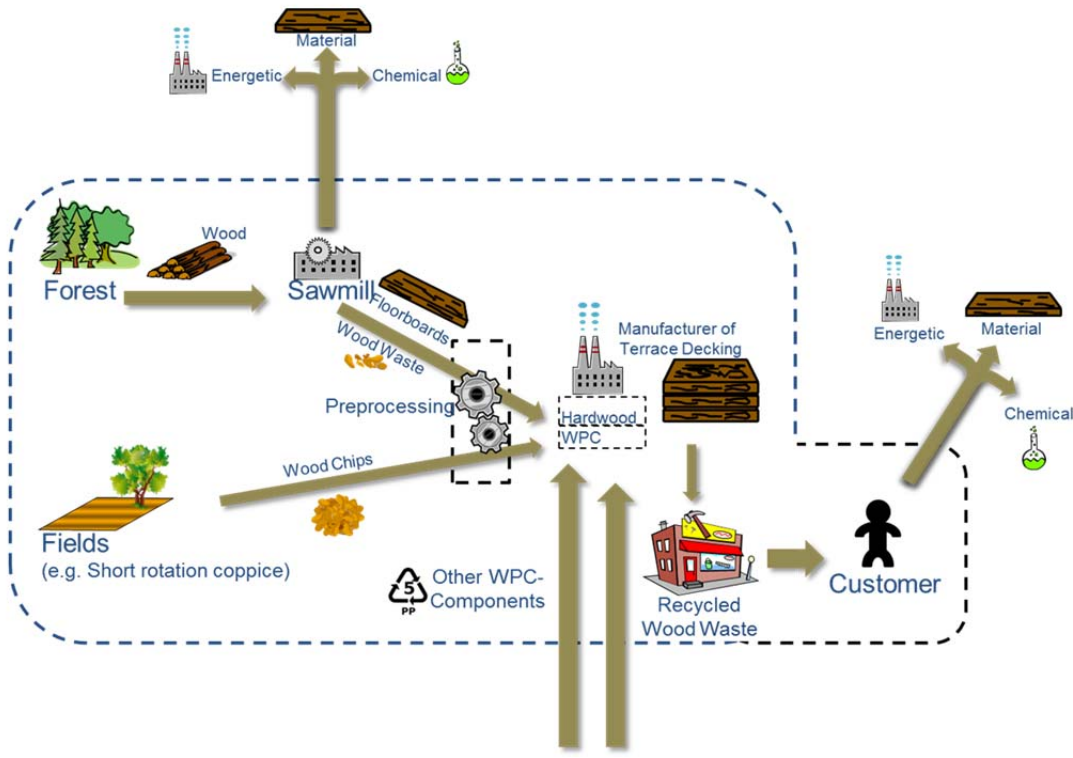 Material
Energetic
Chemical
Wood
Forest
Sawmill
Floorboards
Wood Waste
Manufacturer of
Terrace Decking
Energetic
Material
Chemical
Preprocessing
Hardwood
WPC
Wood Chips
Fields
(e.g. Short rotation coppice)
5
PP
Other WPC-
Components
Recycled
Wood Waste
Customer